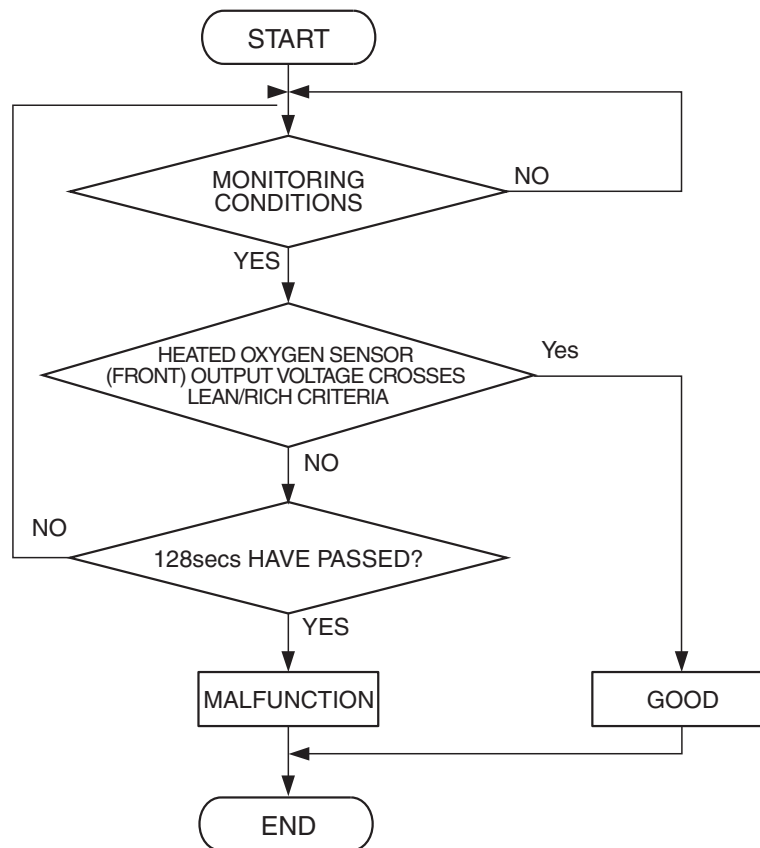 START
MONITORING
CONDITIONS
NO
YES
HEATED OXYGEN SENSOR
(FRONT) OUTPUT VOLTAGE CROSSES
LEAN/RICH CRITERIA
Yes
NO
NO
128secs HAVE PASSED?
YES
MALFUNCTION
GOOD
END